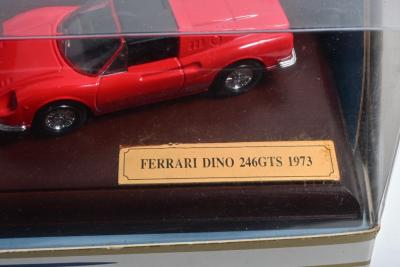 FERRARI DINO 246GTS 1973